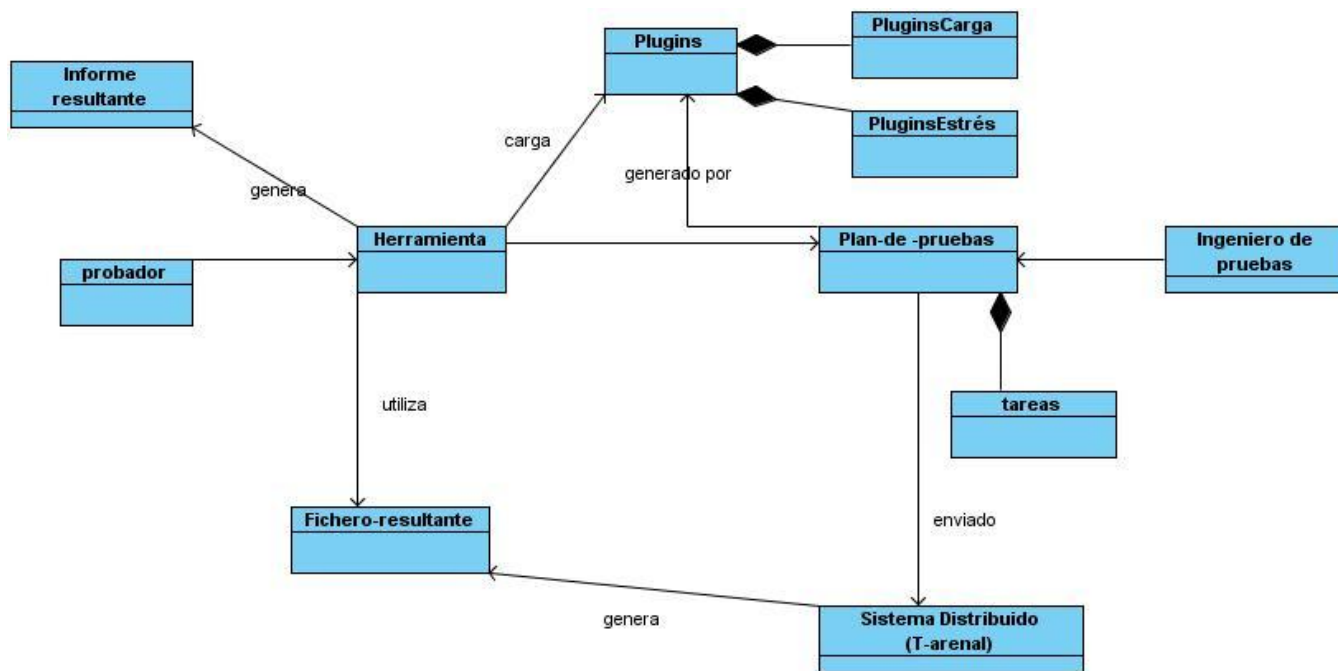 PluginsCarga
Plugins
Informe
resultante
PluginsEstrés
carga
generado por
genera
Herramienta
Plan-de -pruebas
Ingeniero de
pruebas
probador
tareas
utiliza
Fichero-resultante
enviado
genera
Sistema Distribuido
(T-arenal)